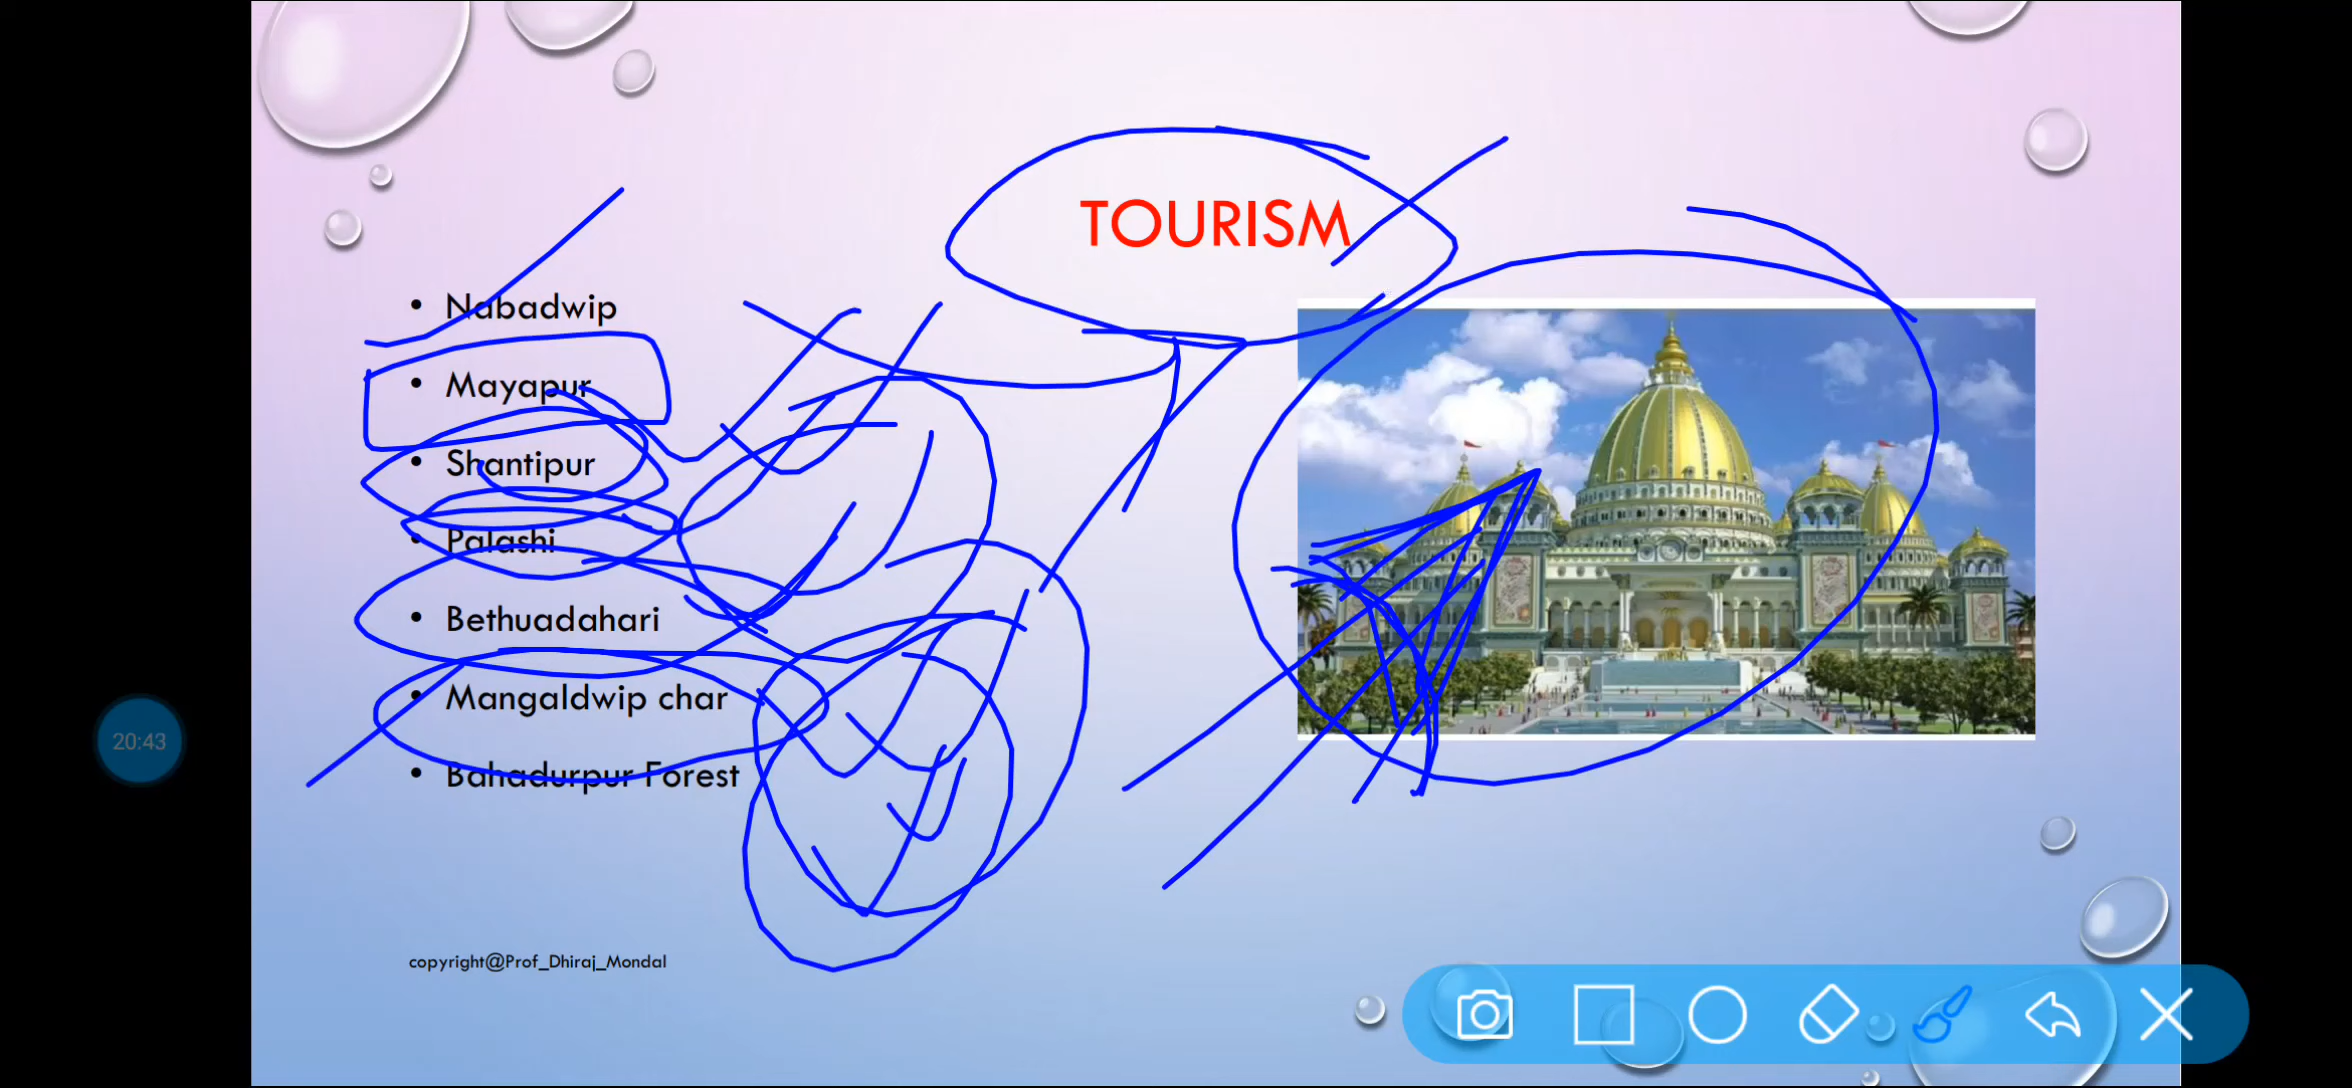 TOURISM
• Nabadwip
• Mayapur
• Shantipur
• Palashi
• Bethuadahari
• Mangaldwip char
• Bahadurpur Forest
20:43
copyright@Prof_Dhiraj_Mondal